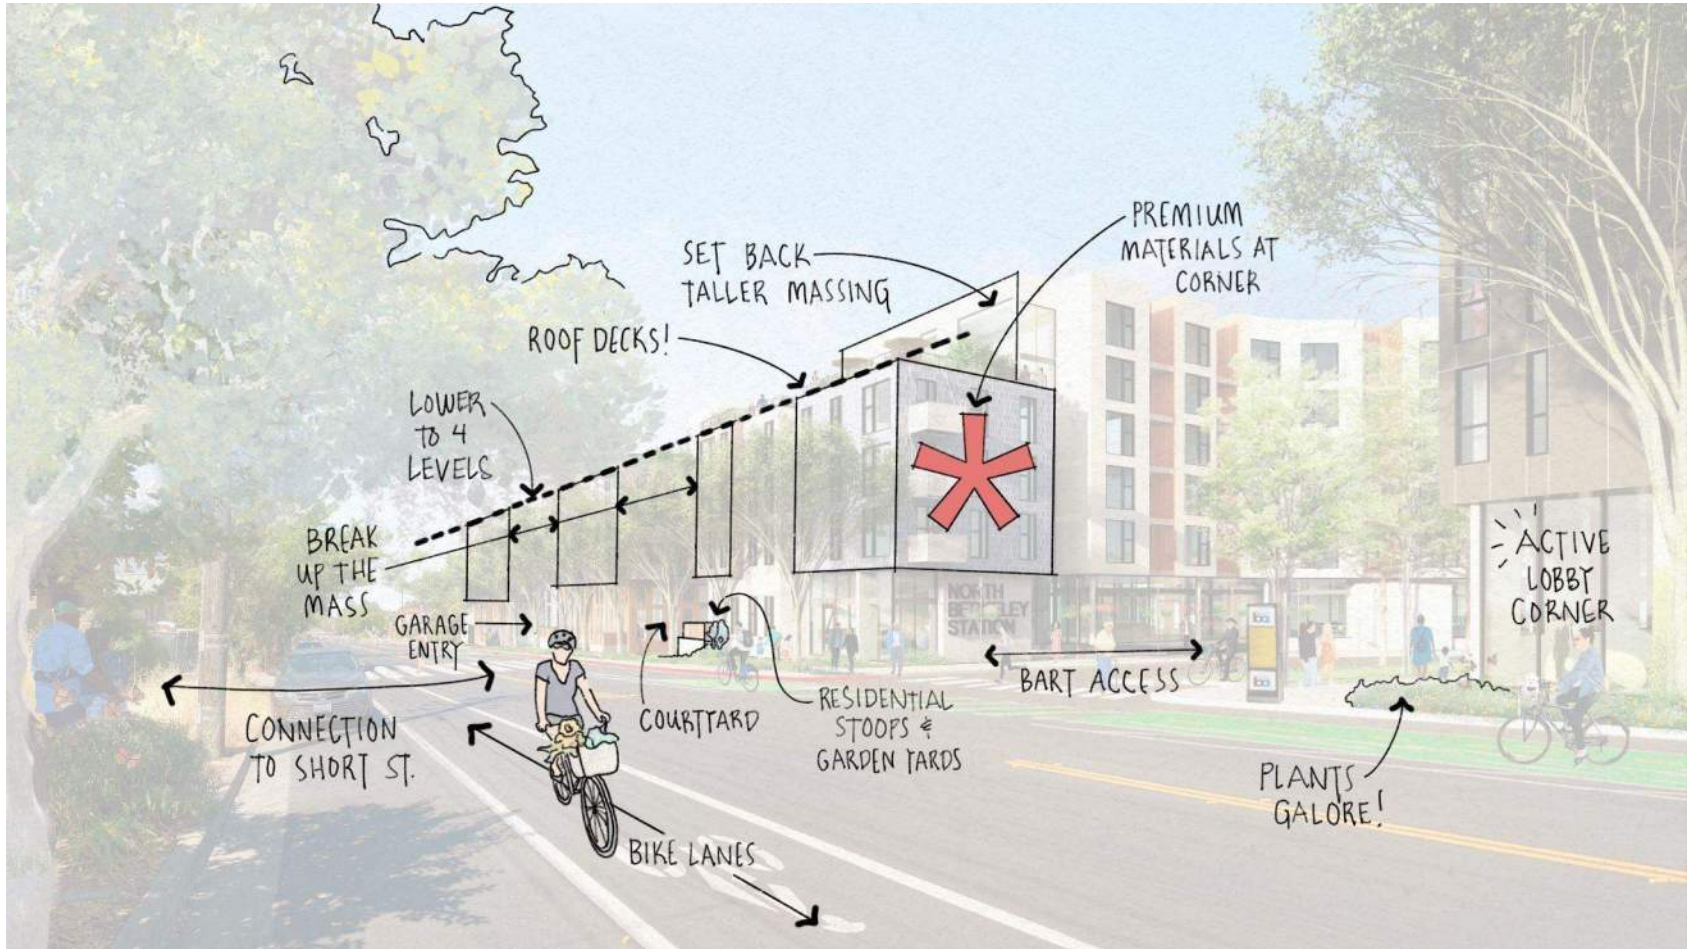 PREMIUM
MATERIALS AT
CORNER
SET BACK
TALLER MASSING
ROOF DECKS!
LOWER
TO 4
LEVELS
BREAK
UP THE
MASS
GARAGE
ENTRY
NORTH
BERKELEY
STATION
ACTIVE
LOBBY
CORNER
ba
ba
BART ACCESS
CONNECTION
TO SHORT ST.
COURTYARD
RESIDENTIAL
STOOPS &
GARDEN YARDS
PLANTS
GALORE!
BIKE LANES